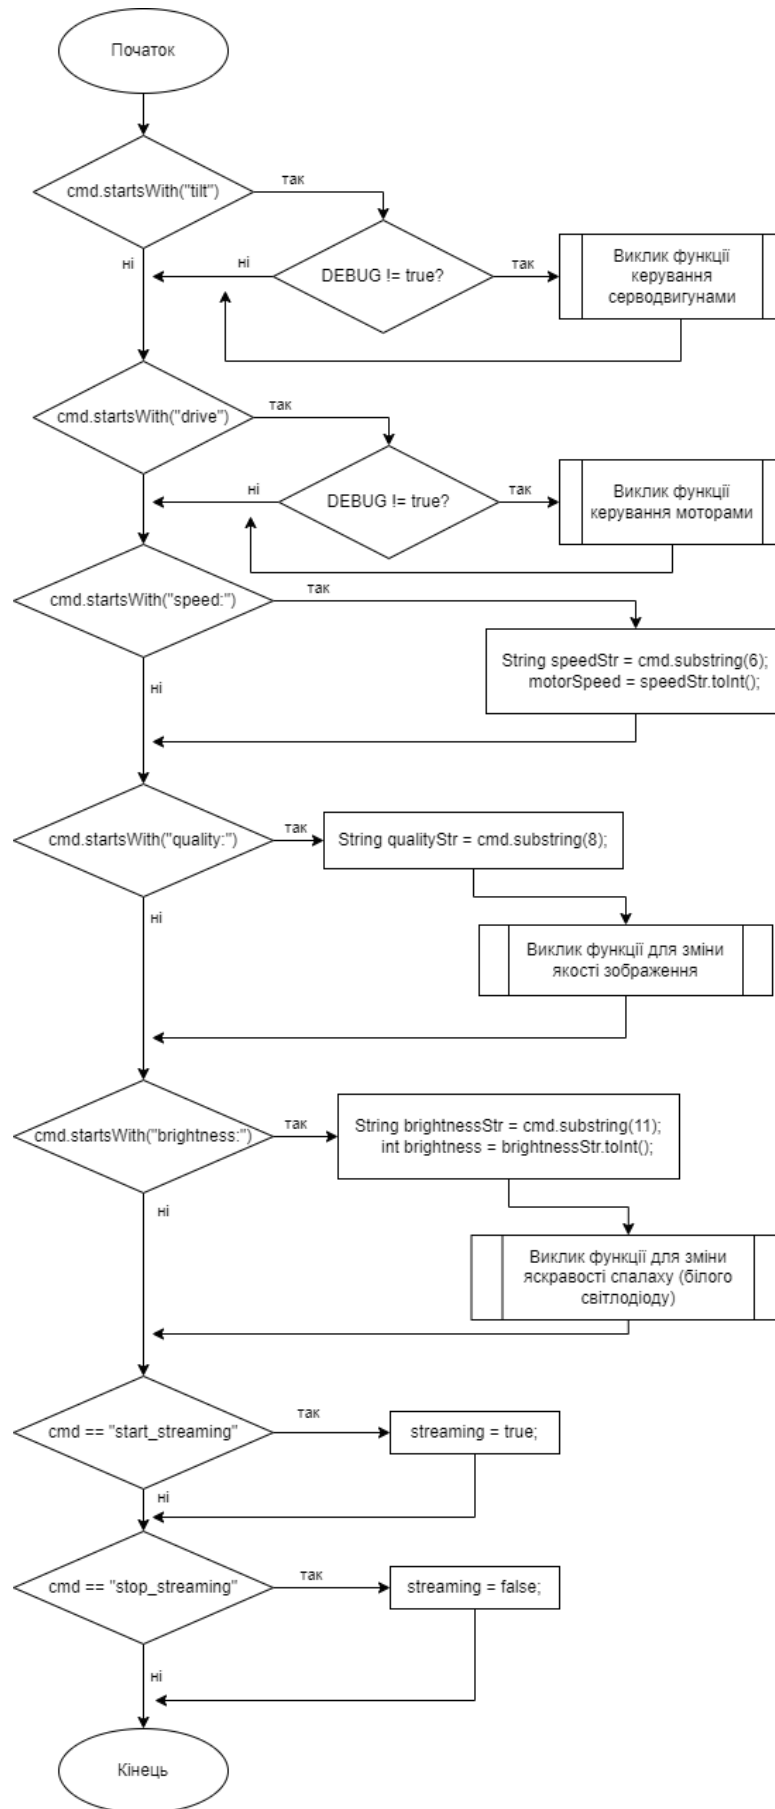 Початок
cmd.startsWith("tilt")
так
ні
DEBUG != true?
ні
так
Виклик функції
керування
серводвигунами
cmd.startsWith("drive")
так
DEBUG != true?
ні
так
Виклик функції
керування моторами
cmd.startsWith("speed:")
так
String speedStr = cmd.substring(6);
motorSpeed = speedStr.toInt();
ні
cmd.startsWith("quality:")
так
String qualityStr = cmd.substring(8);
ні
Виклик функції для зміни
якості зображення
cmd.startsWith("brightness:")
так
String brightnessStr = cmd.substring(11);
int brightness = brightnessStr.toInt();
ні
Виклик функції для зміни
яскравості спалаху (білого
світлодіоду)
cmd == "start_streaming"
так
streaming = true;
ні
cmd == "stop_streaming"
так
streaming = false;
ні
Кінець